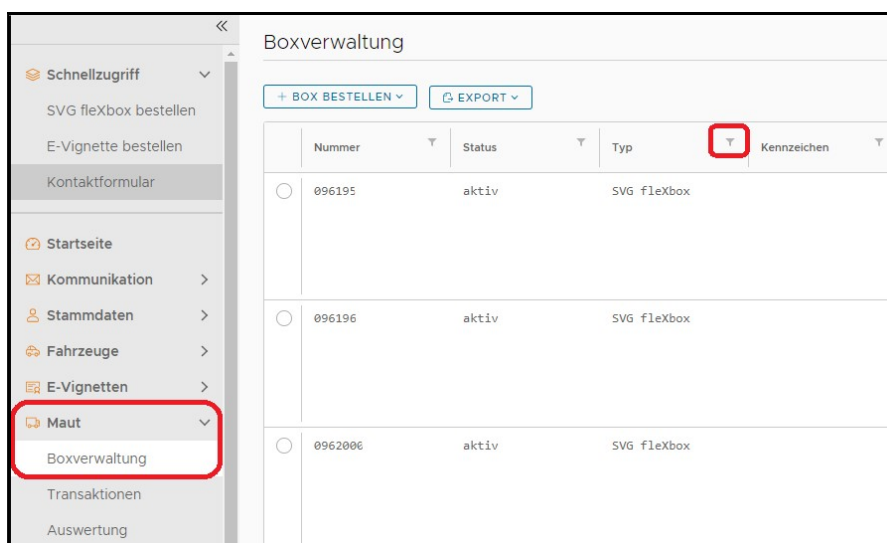 Schnellzugriff
SVG fleXbox bestellen
E-Vignette bestellen
Kontaktformular
Startseite
Kommunikation
Stammdaten
Fahrzeuge
E-Vignetten
Maut
Boxverwaltung
Transaktionen
Auswertung
Boxverwaltung
+ BOX BESTELLEN EXPORT
Nummer Status Typ Kennzeichen
096195 aktiv SVG fleXbox
096196 aktiv SVG fleXbox
aktiv SVG fleXbox